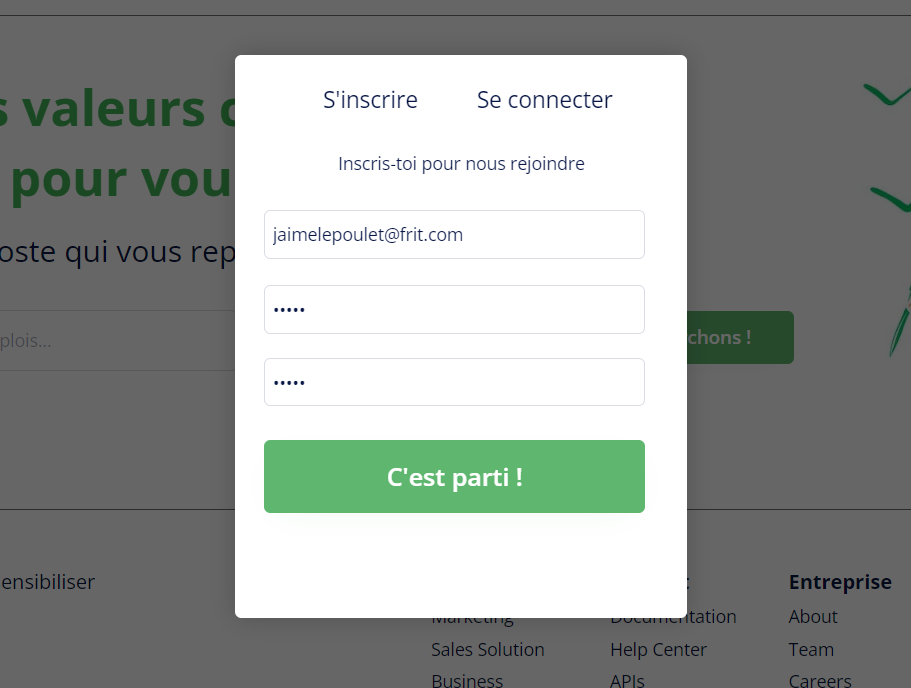 S'inscrire Se connecter
s valeurs
Inscris-toi pour nous rejoindre
pour vou
jaimelepoulet@frit.com
oste qui vous rep
•••••
plois...
chons !
•••••
C'est parti !
ensibiliser
Entreprise
Marketing
Documentation
About
Sales Solution
Help Center
Team
Business
APIs
Careers